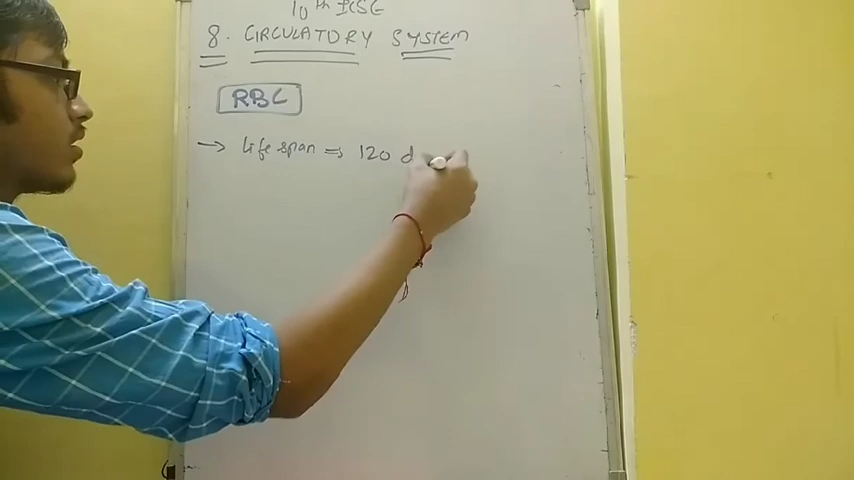 10th ICSE
8. CIRCULATORY SYSTEM
RBC
→ Life span ⇒ 120 d